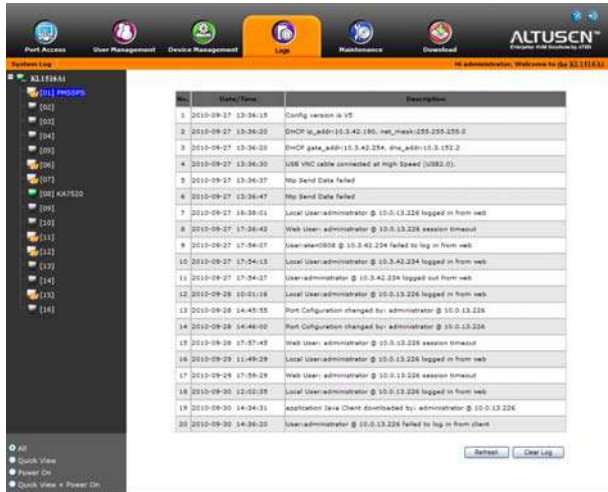 ALTUSCN™
Port Access User Management Device Management Logs Maintenance Download
System Log
Hi administrator, Welcome to the KL1516Ai
KL1516Ai
[01] PMSSPS
[02]
[03]
[04]
[05]
[06]
[07]
[08] KA7520
[09]
[10]
[11]
[12]
[13]
[14]
[15]
[16]
All
Quick View
Power On
Quick View + Power On
No. Date/Time Description
1 2010-09-27 13:36:15 Config version is V5
2 2010-09-27 13:36:20 DHCP ip_addr:10.3.42.190, net_mask:255.255.255.0
3 2010-09-27 13:36:20 DHCP gate_addr:10.3.42.254, dns_addr:10.3.152.2
4 2010-09-27 13:36:30 USB VNC cable connected at High Speed (USB2.0).
5 2010-09-27 13:36:37 Ntp Send Data failed
6 2010-09-27 13:36:47 Ntp Send Data failed
7 2010-09-27 16:38:01 Local User:administrator @ 10.0.13.226 logged in from web
8 2010-09-27 17:26:42 Web User: administrator @ 10.0.13.226 session timeout
9 2010-09-27 17:54:07 User:aten0808 @ 10.3.42.234 failed to log in from web
10 2010-09-27 17:54:13 Local User:administrator @ 10.3.42.234 logged in from web
11 2010-09-27 17:54:27 User:administrator @ 10.3.42.234 logged out from web
12 2010-09-28 10:01:16 Local User:administrator @ 10.0.13.226 logged in from web
13 2010-09-28 14:45:55 Port Cofiguration changed by: administrator @ 10.0.13.226
14 2010-09-28 14:46:00 Port Cofiguration changed by: administrator @ 10.0.13.226
15 2010-09-28 17:57:45 Web User: administrator @ 10.0.13.226 session timeout
16 2010-09-29 11:49:29 Local User:administrator @ 10.0.13.226 logged in from web
17 2010-09-29 17:59:29 Web User: administrator @ 10.0.13.226 session timeout
18 2010-09-30 12:02:35 Local User:administrator @ 10.0.13.226 logged in from web
19 2010-09-30 14:34:31 application Java Client downloaded by: administrator @ 10.0.13.226
20 2010-09-30 14:36:20 User:administrator @ 10.0.13.226 failed to log in from client
Refresh Clear Log